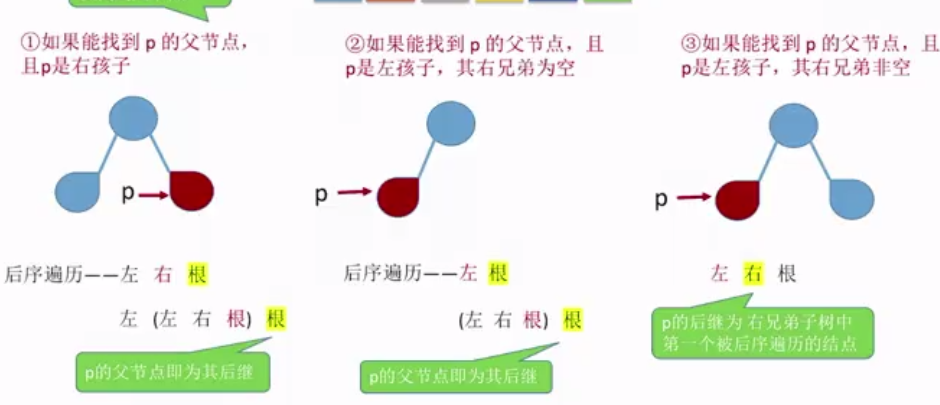 ①如果能找到 p 的父节点，
且p是右孩子
p
后序遍历——左 右 根
左 (左 右 根) 根
p的父节点即为其后继
②如果能找到 p 的父节点，且
p是左孩子，其右兄弟为空
p
后序遍历——左 根
(左 右 根) 根
p的父节点即为其后继
③如果能找到 p 的父节点，且
p是左孩子，其右兄弟非空
p
左 右 根
p的后继为 右兄弟子树中
第一个被后序遍历的结点